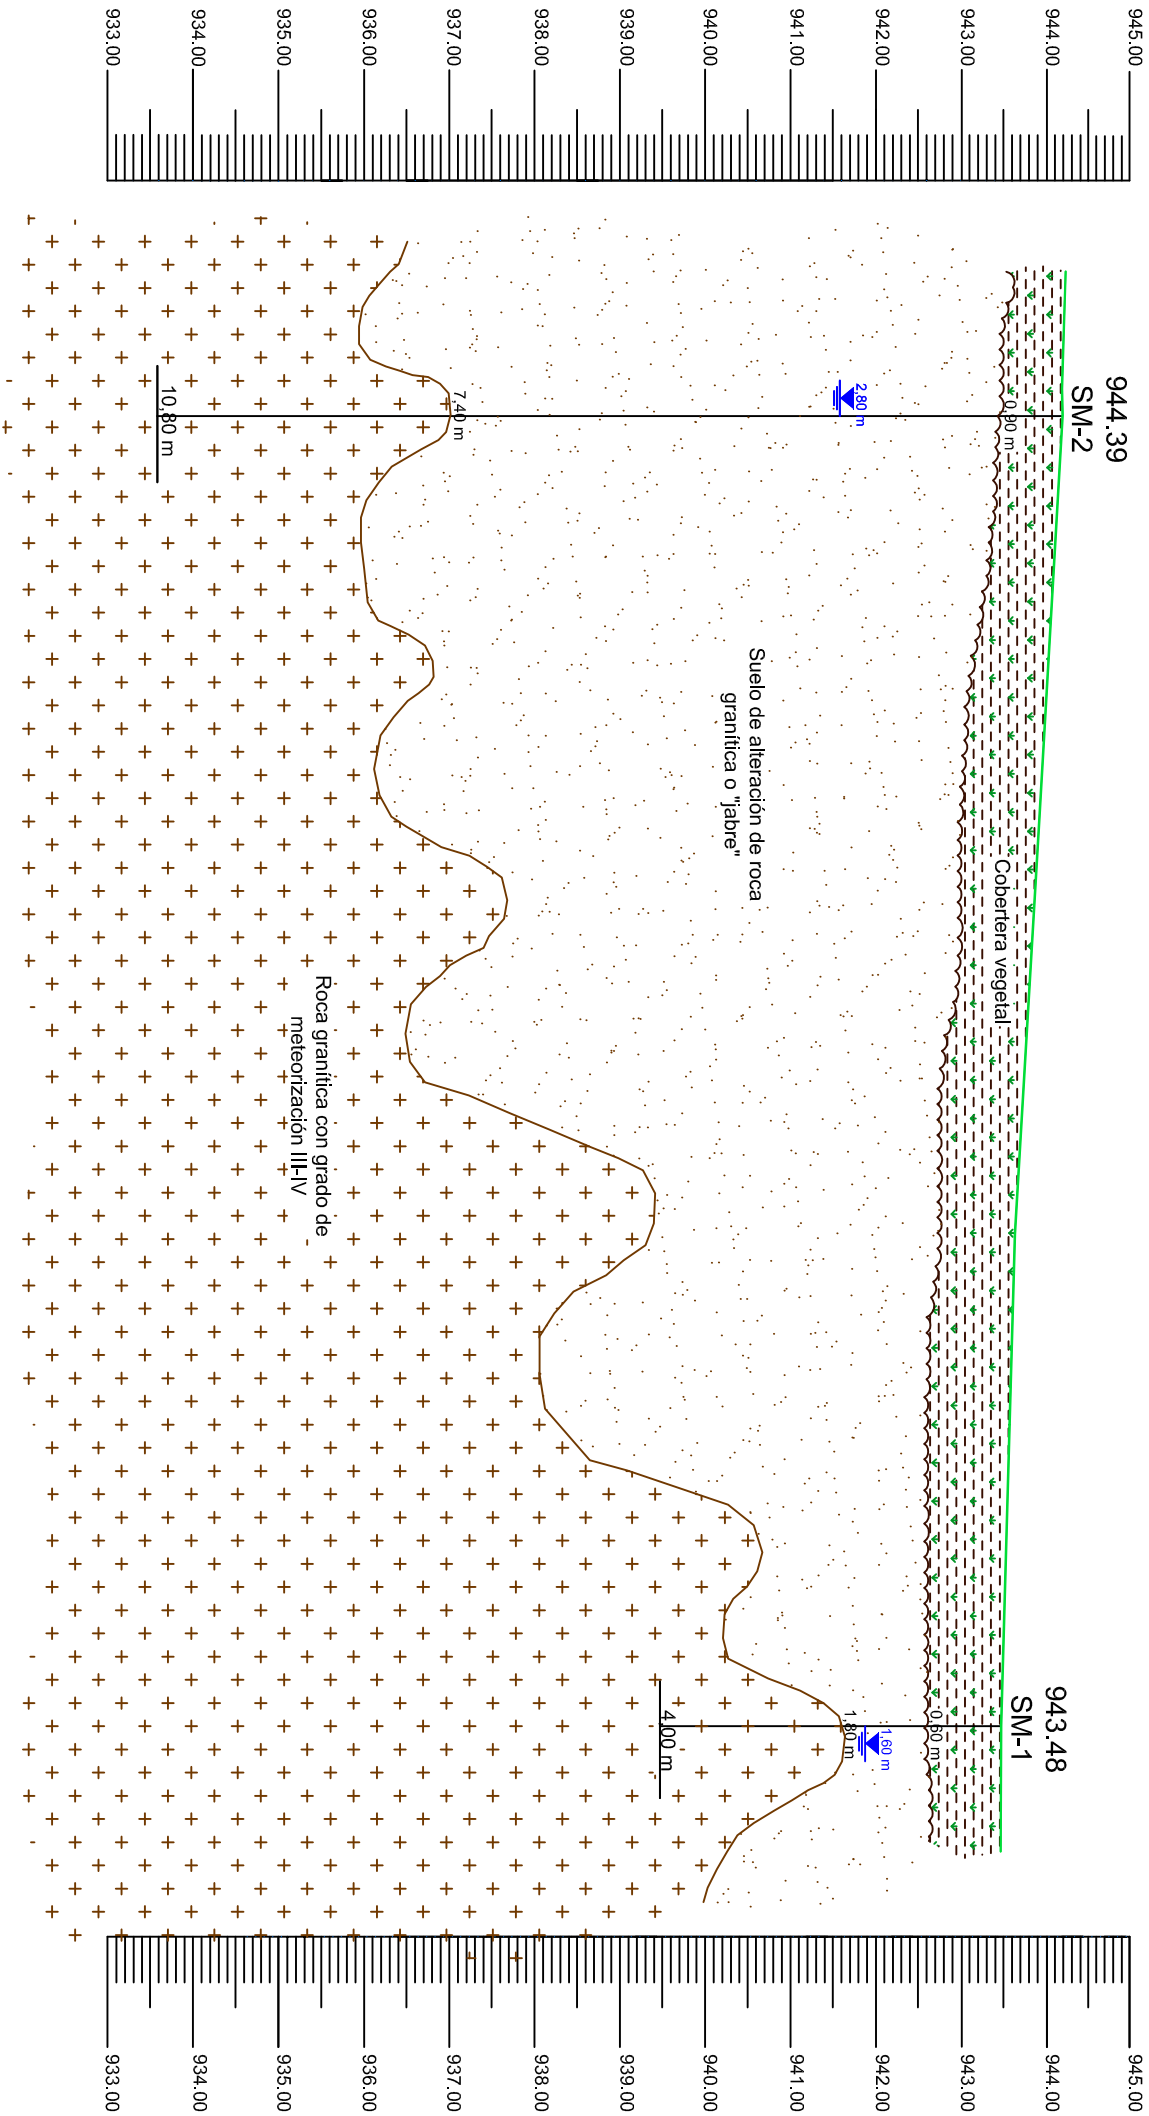 945.00
944.00
943.00
942.00
941.00
940.00
939.00
938.00
937.00
936.00
935.00
934.00
933.00
944.39
SM-2
0,90 m
2,80 m
7,40 m
10,80 m
Cobertera vegetal
Suelo de alteración de roca
granítica o "jabre"
Roca granítica con grado de
meteorización III-IV
943.48
SM-1
0,60 m
1,60 m
1,80 m
4,00 m
945.00
944.00
943.00
942.00
941.00
940.00
939.00
938.00
937.00
936.00
935.00
934.00
933.00